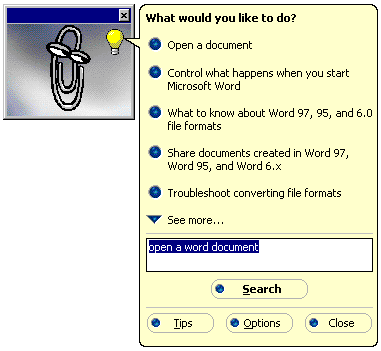 What would you like to do?
Open a document
Control what happens when you start
Microsoft Word
What to know about Word 97, 95, and 6.0
file formats
Share documents created in Word 97,
Word 95, and Word 6.x
Troubleshoot converting file formats
See more...
open a word document
Search
Tips
Options
Close